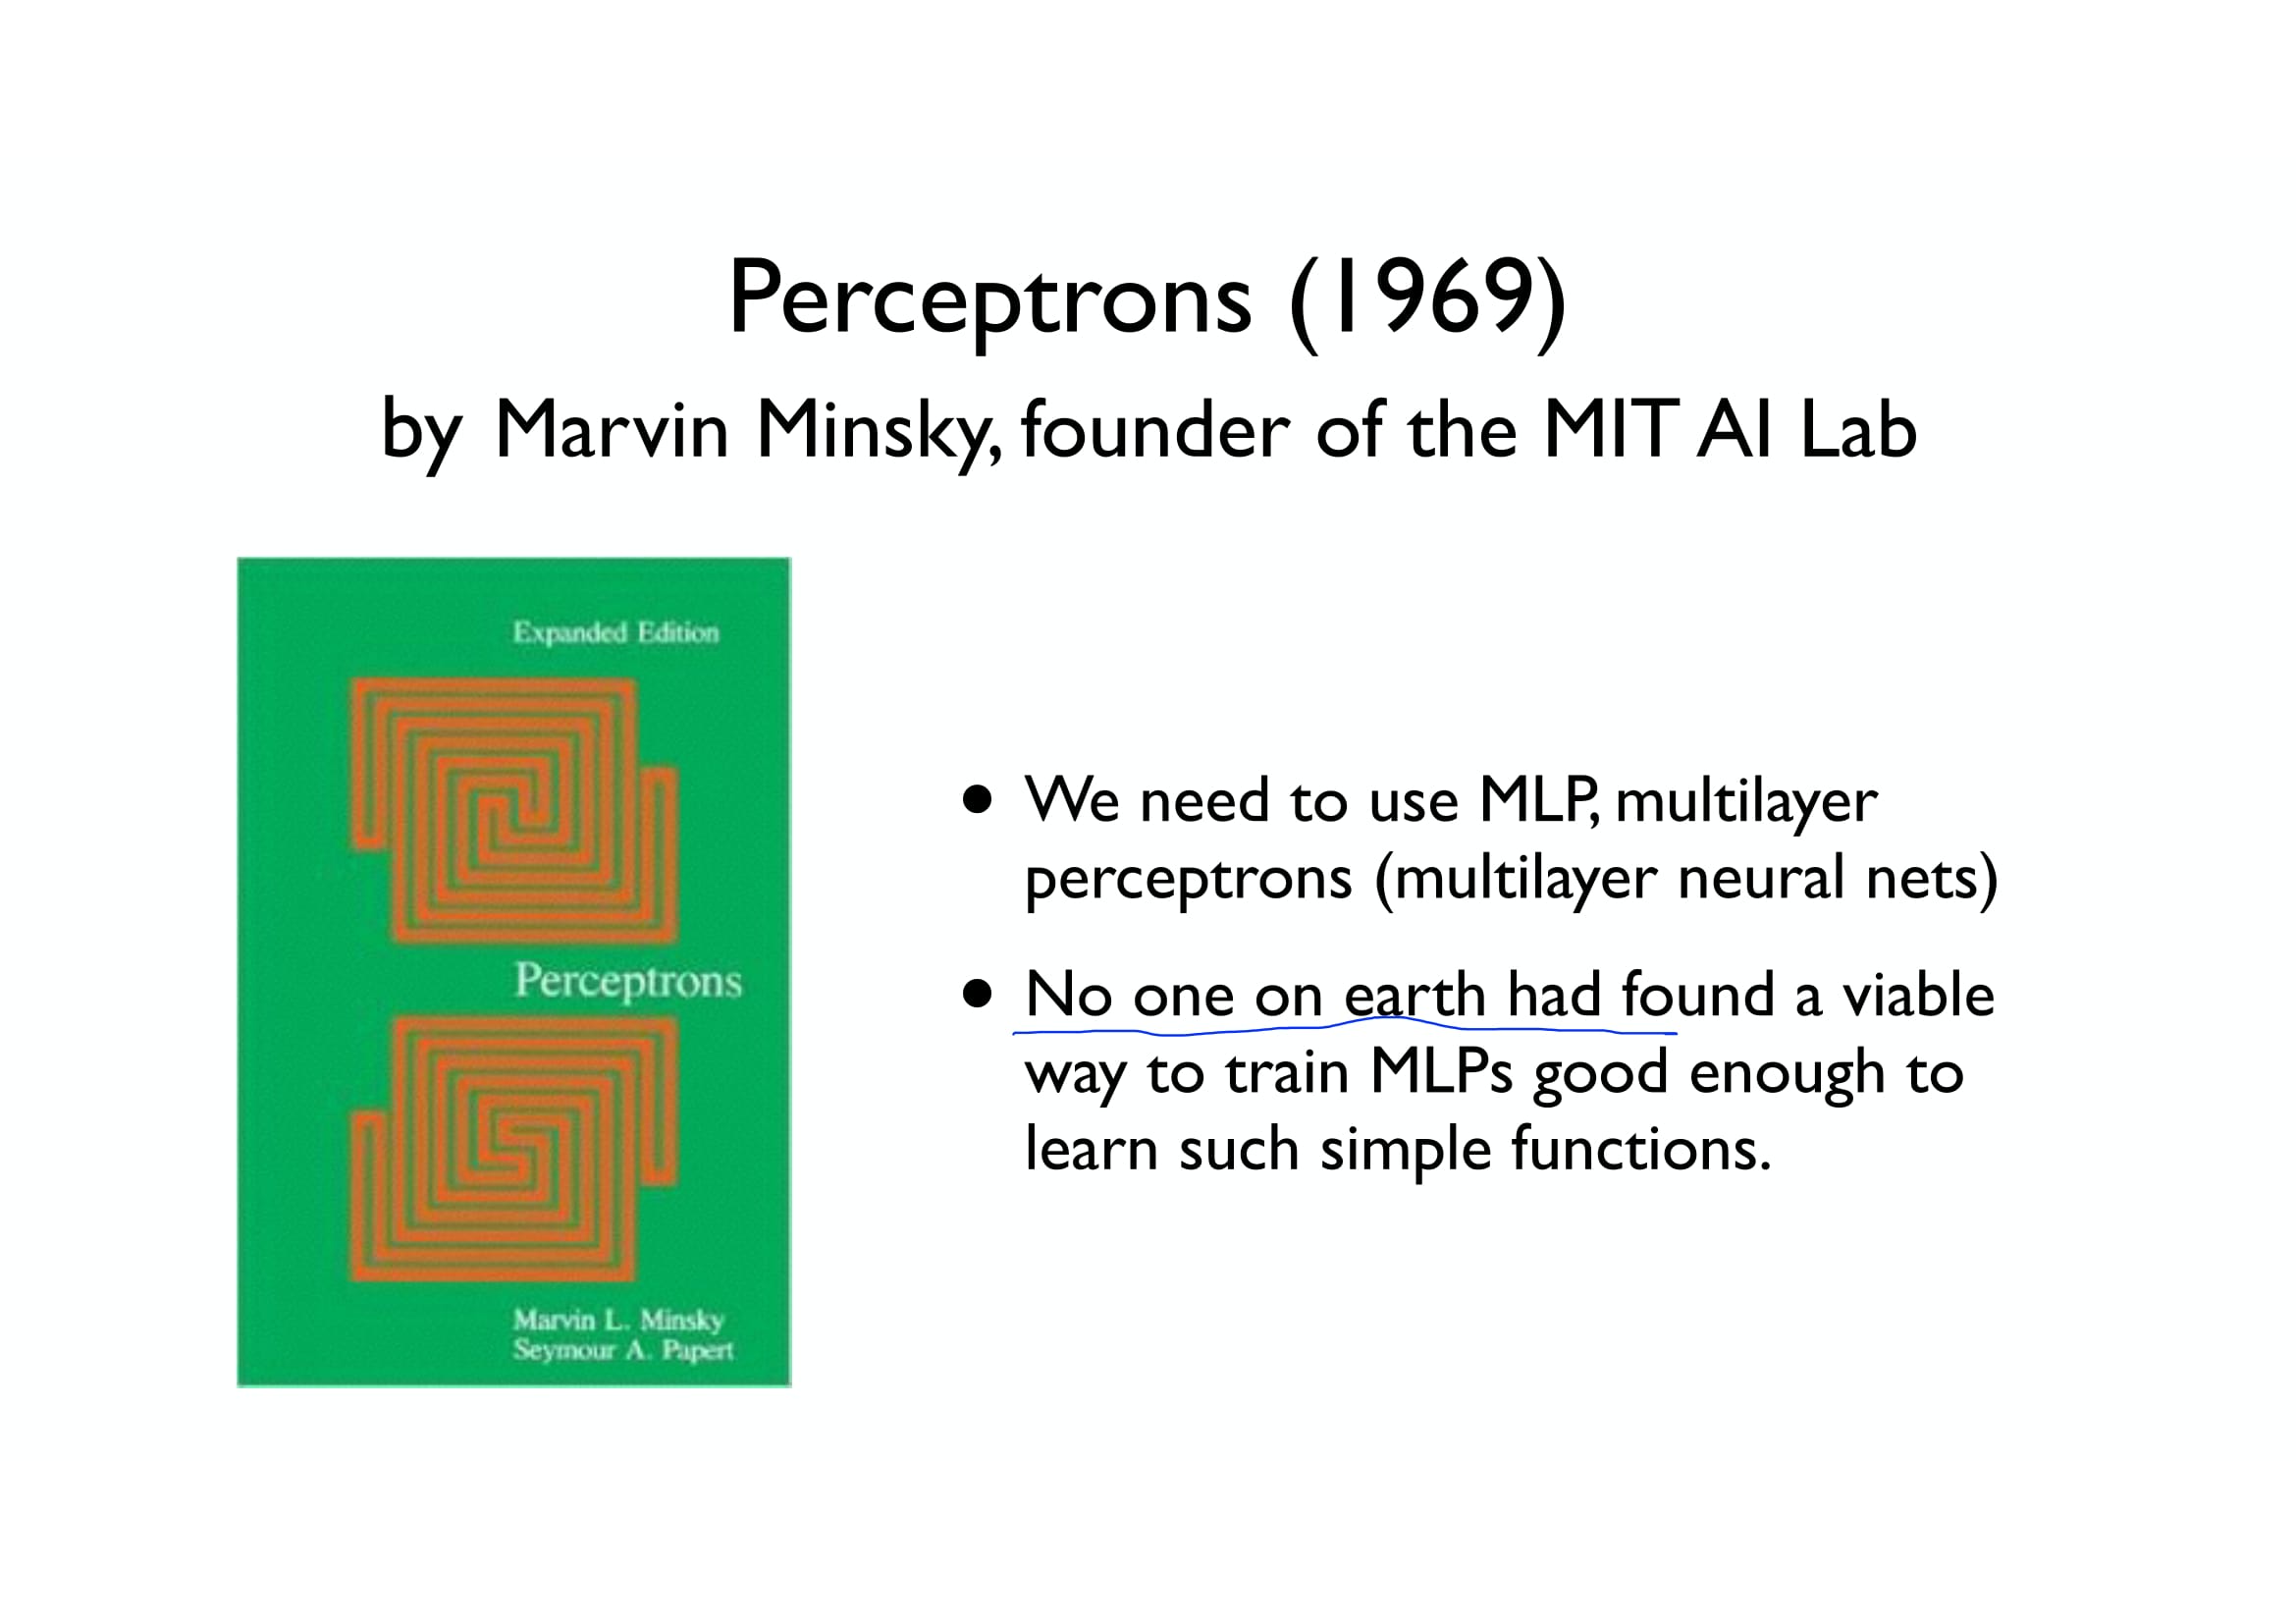 Perceptrons (1969)
by Marvin Minsky, founder of the MIT AI Lab
Expanded Edition
Perceptrons
Marvin L. Minsky
Seymour A. Papert
• We need to use MLP, multilayer
perceptrons (multilayer neural nets)
• No one on earth had found a viable
way to train MLPs good enough to
learn such simple functions.